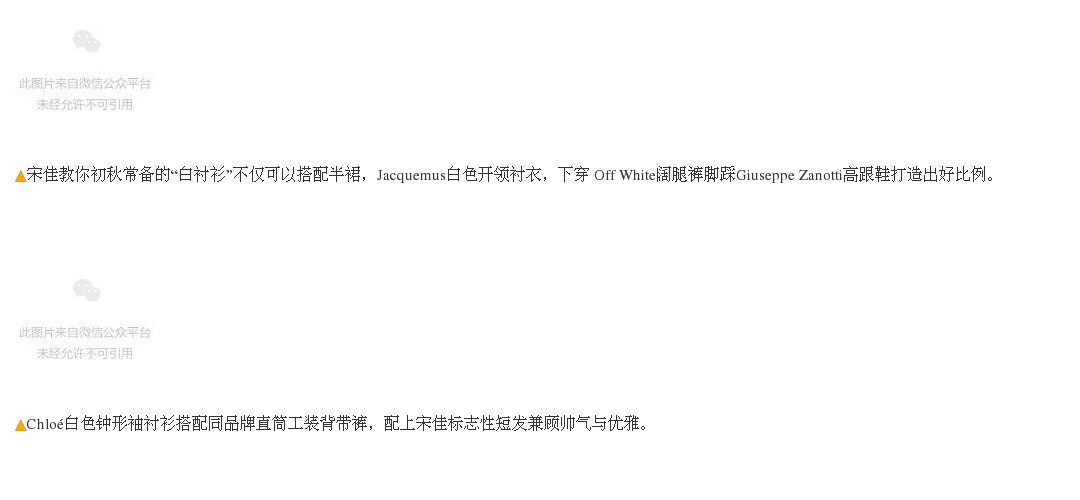 此图片来自微信公众平台
未经允许不可引用
▲宋佳教你初秋常备的“白衬衫”不仅可以搭配半裙，Jacquemus白色开领衬衣，下穿 Off White阔腿裤脚踩Giuseppe Zanotti高跟鞋打造出好比例。
此图片来自微信公众平台
未经允许不可引用
▲Chloé白色钟形袖衬衫搭配同品牌直筒工装背带裤，配上宋佳标志性短发兼顾帅气与优雅。